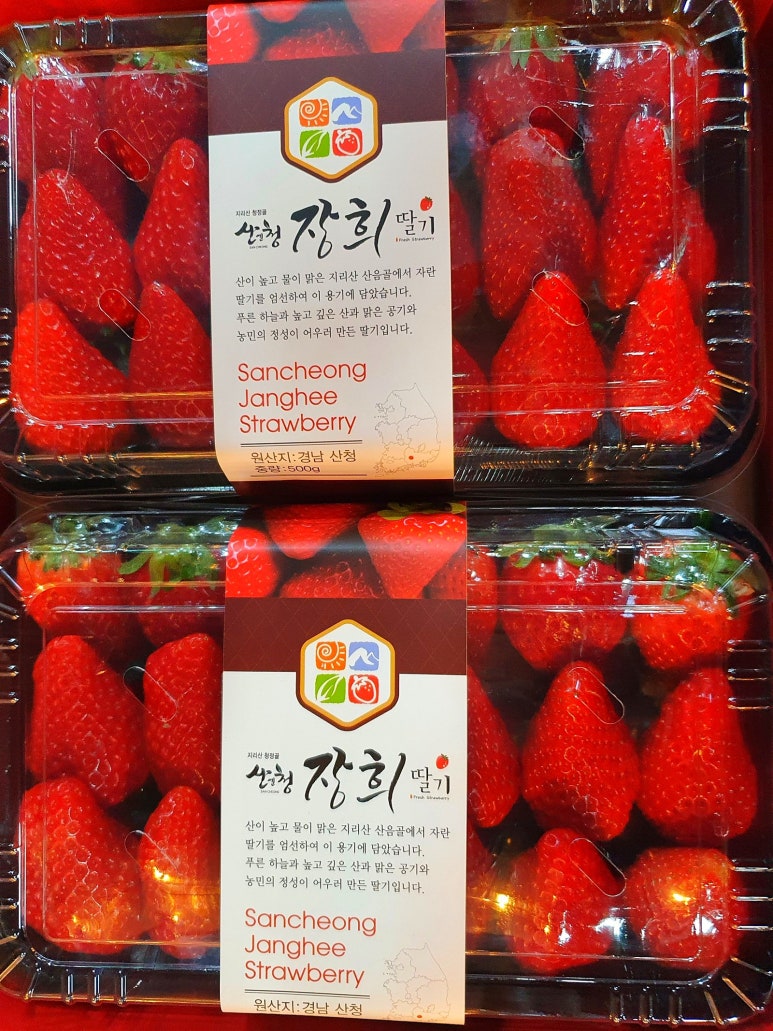 지리산 청정골
산청 장희 딸기
SANCHEONG
Fresh Strawberry
산이 높고 물이 맑은 지리산 산음골에서 자란
딸기를 엄선하여 이 용기에 담았습니다.
푸른 하늘과 높고 깊은 산과 맑은 공기와
농민의 정성이 어우러 만든 딸기입니다.
Sancheong
Janghee
Strawberry
원산지:경남 산청
중량:500g
지리산 청정골
산청 장희 딸기
SANCHEONG
Fresh Strawberry
산이 높고 물이 맑은 지리산 산음골에서 자란
딸기를 엄선하여 이 용기에 담았습니다.
푸른 하늘과 높고 깊은 산과 맑은 공기와
농민의 정성이 어우러 만든 딸기입니다.
Sancheong
Janghee
Strawberry
원산지:경남 산청